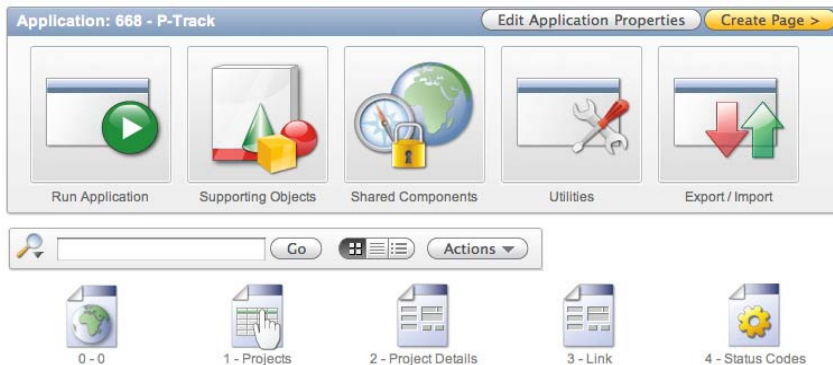 Application: 668 - P-Track Edit Application Properties Create Page >
Run Application Supporting Objects Shared Components Utilities Export / Import
Go Actions
0 - 0 1 - Projects 2 - Project Details 3 - Link 4 - Status Codes